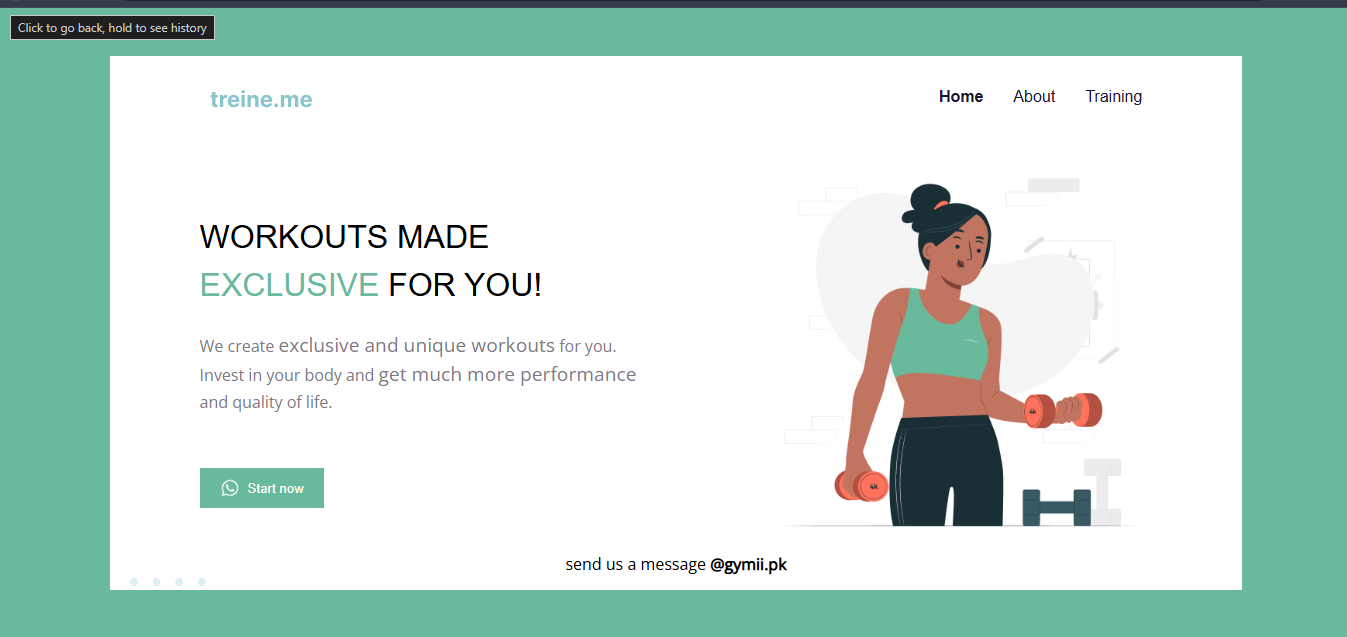 Click to go back, hold to see history
treine.me
Home About Training
WORKOUTS MADE
EXCLUSIVE FOR YOU!
We create exclusive and unique workouts for you.
Invest in your body and get much more performance
and quality of life.
4k
4k
Start now
send us a message @gymii.pk